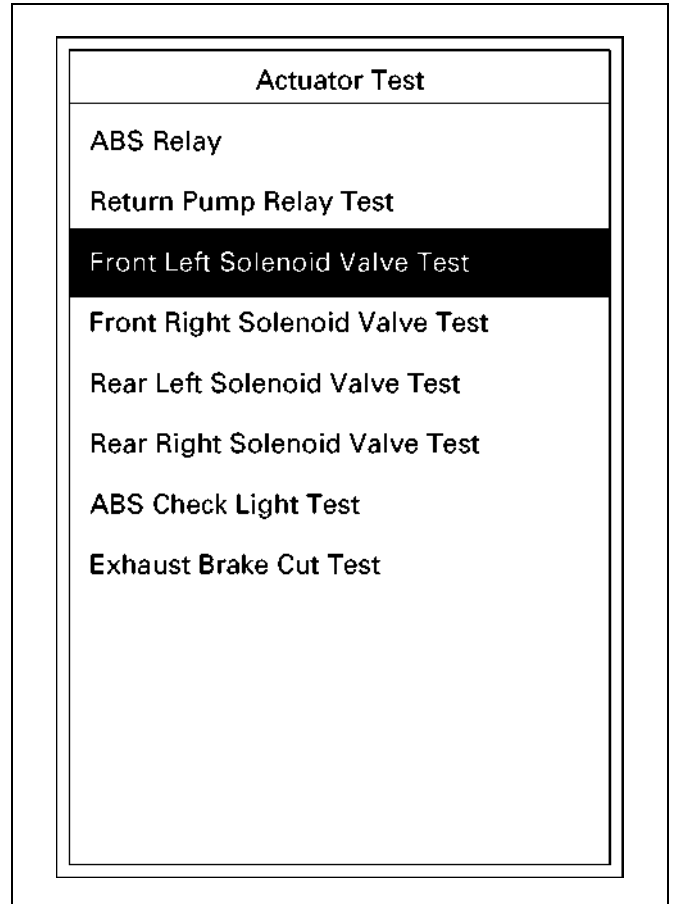 Actuator Test
ABS Relay
Return Pump Relay Test
Front Left Solenoid Valve Test
Front Right Solenoid Valve Test
Rear Left Solenoid Valve Test
Rear Right Solenoid Valve Test
ABS Check Light Test
Exhaust Brake Cut Test